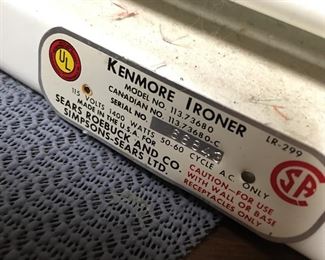 UL
KENMORE IRONER
MODEL NO. 113.73680
CANADIAN NO. 113.73680-C
SERIAL NO.
115 VOLTS 1400 WATTS 50-60 CYCLE A.C. ONLY
MADE IN THE U.S.A. FOR
SEARS ROEBUCK AND CO.
SIMPSONS-SEARS LTD.
LR-299
CAUTION—FOR USE
WITH WALL OR BASE
RECEPTACLES ONLY